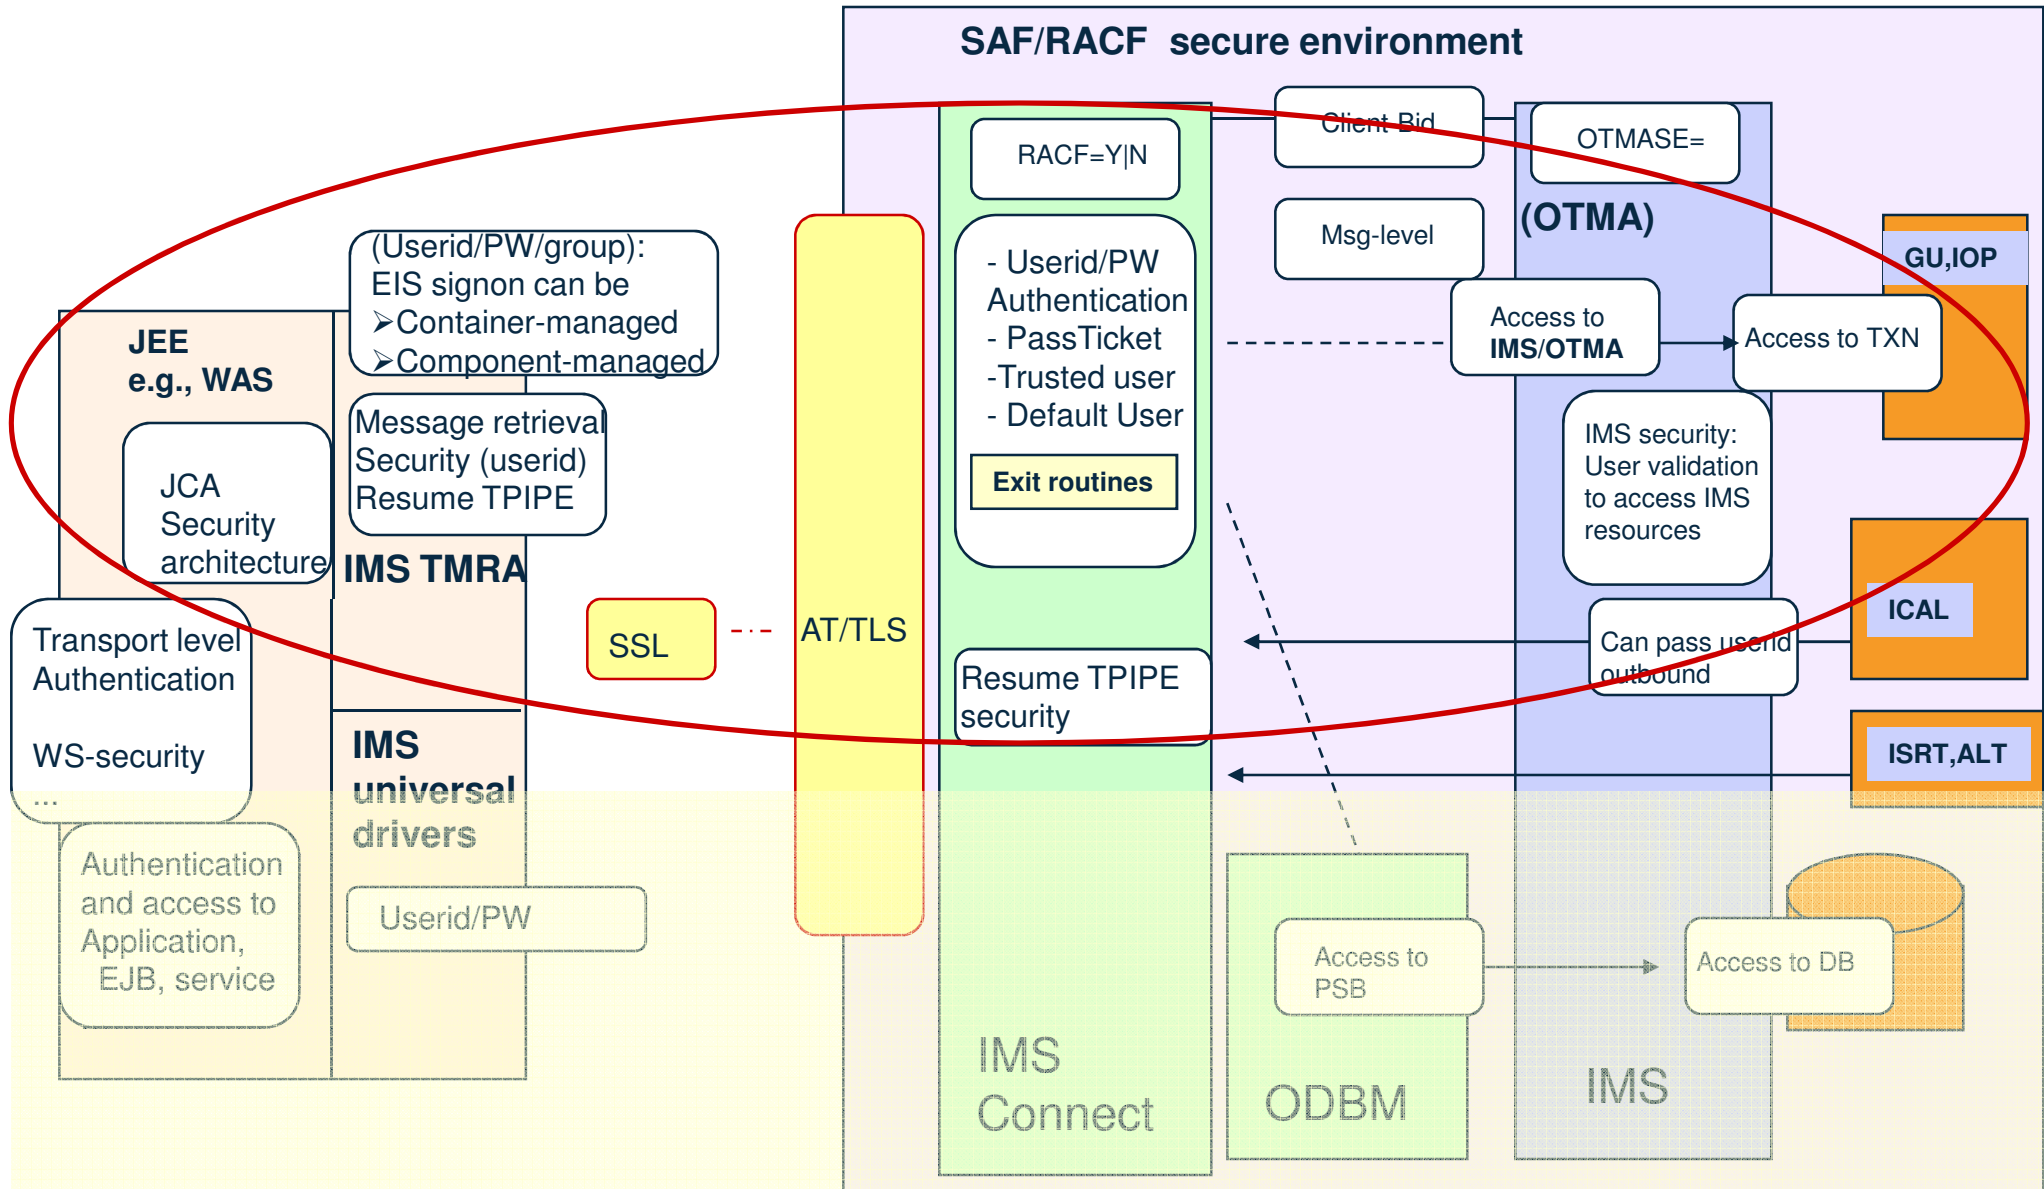 SAF/RACF  secure environment
Client-Bid
RACF=Y|N
OTMASE=
(OTMA)
Msg-level
GU,IOP
(Userid/PW/group):
EIS signon can be
➢Container-managed
➢Component-managed
- Userid/PW
Authentication
- PassTicket
-Trusted user
- Default User
Exit routines
Access to
IMS/OTMA
Access to TXN
JEE
e.g., WAS
Message retrieval
Security (userid)
Resume TPIPE
IMS security:
User validation
to access IMS
resources
JCA
Security
architecture
IMS TMRA
SSL
AT/TLS
ICAL
Can pass userid
outbound
Transport level
Authentication
WS-security
...
Resume TPIPE
security
IMS
universal
drivers
ISRT,ALT
Authentication
and access to
Application,
EJB, service
Userid/PW
Access to
PSB
Access to DB
IMS
Connect
ODBM
IMS